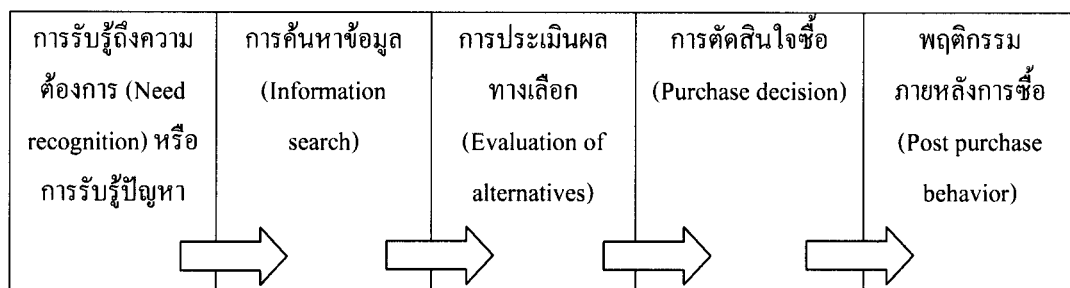 การรับรู้ถึงความ
ต้องการ (Need
recognition) หรือ
การรับรู้ปัญหา
การค้นหาข้อมูล
(Information
search)
การประเมินผล
ทางเลือก
(Evaluation of
alternatives)
การตัดสินใจซื้อ
(Purchase decision)
พฤติกรรม
ภายหลังการซื้อ
(Post purchase
behavior)